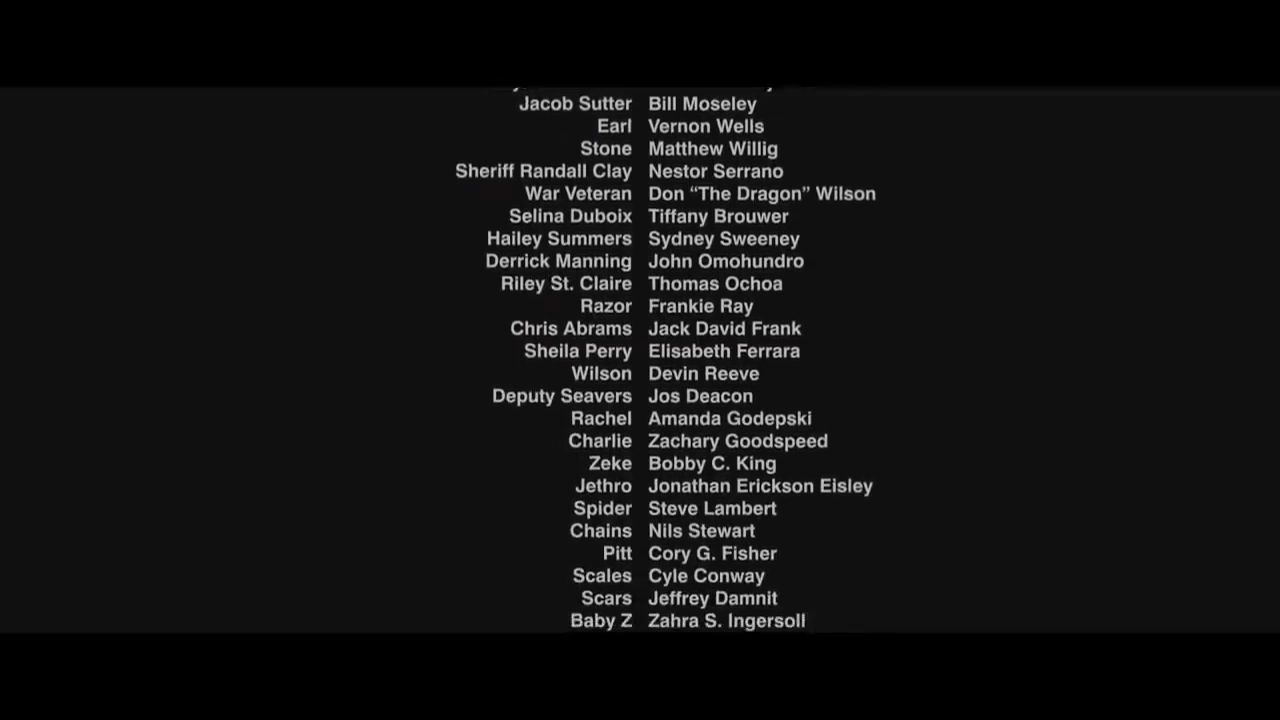 Jacob Sutter Bill Moseley
Earl Vernon Wells
Stone Matthew Willig
Sheriff Randall Clay Nestor Serrano
War Veteran Don “The Dragon” Wilson
Selina Duboix Tiffany Brouwer
Hailey Summers Sydney Sweeney
Derrick Manning John Omohundro
Riley St. Claire Thomas Ochoa
Razor Frankie Ray
Chris Abrams Jack David Frank
Sheila Perry Elisabeth Ferrara
Wilson Devin Reeve
Deputy Seavers Jos Deacon
Rachel Amanda Godepski
Charlie Zachary Goodspeed
Zeke Bobby C. King
Jethro Jonathan Erickson Eisley
Spider Steve Lambert
Chains Nils Stewart
Pitt Cory G. Fisher
Scales Cyle Conway
Scars Jeffrey Damnit
Baby Z Zahra S. Ingersoll